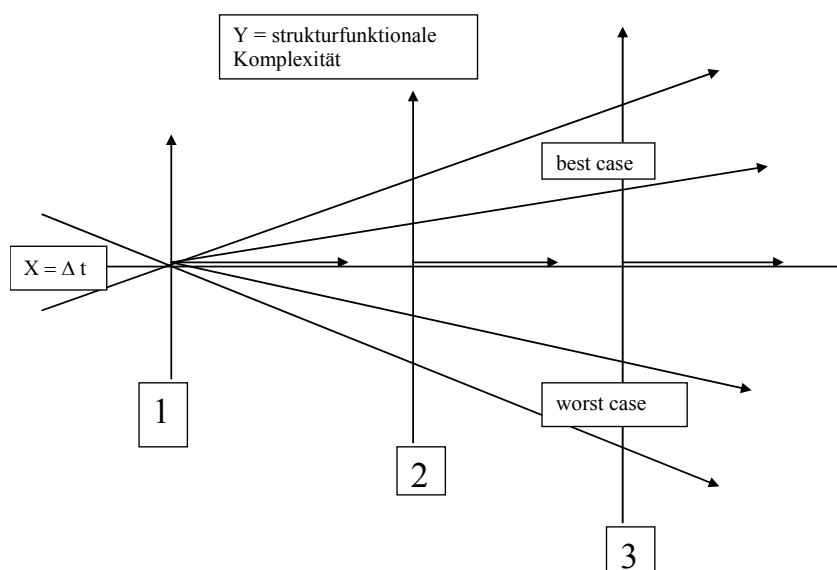 Y = strukturfunktionale
Komplexität
best case
X = Δ t
1
worst case
2
3